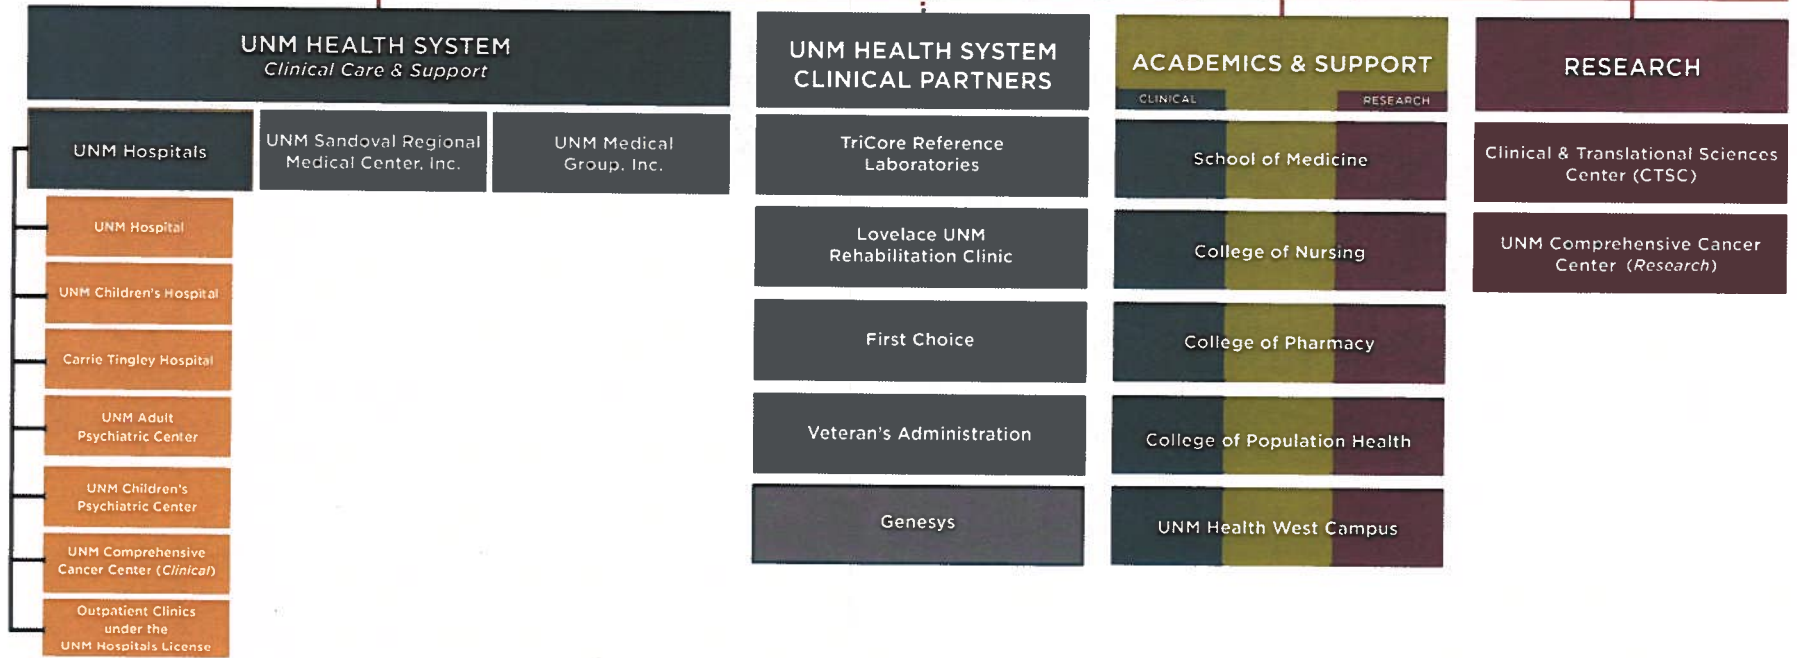 UNM HEALTH SYSTEM
Clinical Care & Support
UNM Hospitals
UNM Sandoval Regional
Medical Center, Inc.
UNM Medical
Group, Inc.
UNM Hospital
UNM Children's Hospital
Carrie Tingley Hospital
UNM Adult
Psychiatric Center
UNM Children's
Psychiatric Center
UNM Comprehensive
Cancer Center (Clinical)
Outpatient Clinics
under the
UNM Hospitals License
UNM HEALTH SYSTEM
CLINICAL PARTNERS
TriCore Reference
Laboratories
Lovelace UNM
Rehabilitation Clinic
First Choice
Veteran's Administration
Genesys
ACADEMICS & SUPPORT
CLINICAL
RESEARCH
School of Medicine
College of Nursing
College of Pharmacy
College of Population Health
UNM Health West Campus
RESEARCH
Clinical & Translational Sciences
Center (CTSC)
UNM Comprehensive Cancer
Center (Research)